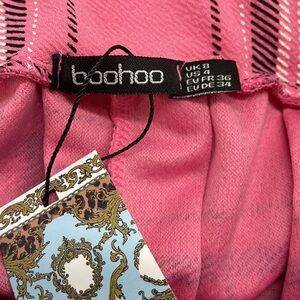 boohoo
UK 8
US 4
EU FR 36
EU DE 34